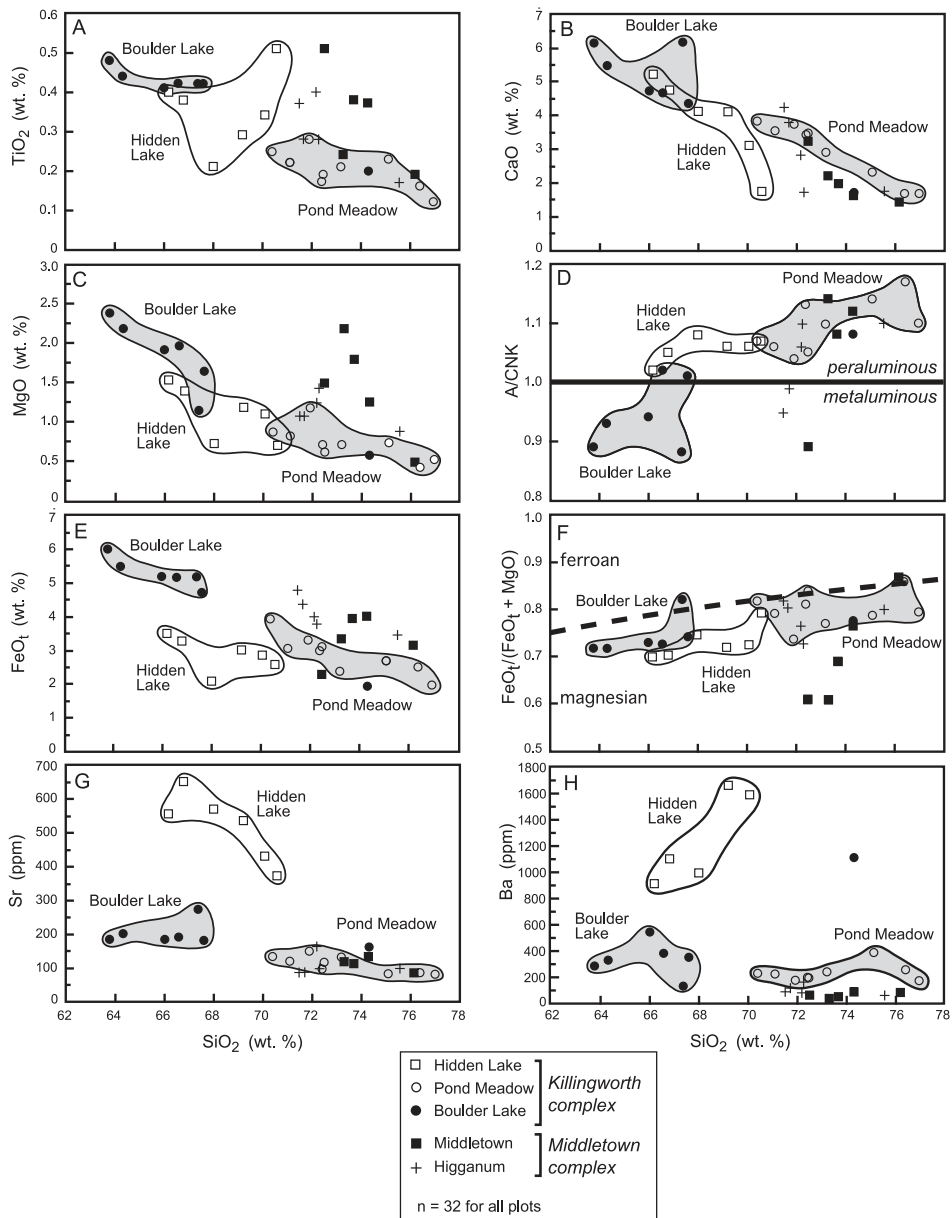 A
0.6
0.5
0.4
0.3
0.2
0.1
0
TiO2 (wt. %)
Boulder Lake
Hidden
Lake
Pond Meadow
B
7
6
5
4
3
2
1
0
CaO (wt. %)
Boulder Lake
Hidden
Lake
Pond Meadow
C
3.0
2.5
2.0
1.5
1.0
0.5
0
MgO (wt. %)
Boulder Lake
Hidden
Lake
Pond Meadow
D
1.2
1.1
1.0
0.9
0.8
A/CNK
Pond Meadow
Hidden
Lake
peraluminous
metaluminous
Boulder Lake
E
7
6
5
4
3
2
1
0
FeOt (wt. %)
Boulder Lake
Hidden
Lake
Pond Meadow
F
1.0
0.9
0.8
0.7
0.6
0.5
FeOt/(FeOt + MgO)
ferroan
Boulder Lake
Hidden
Lake
Pond Meadow
magnesian
G
700
600
500
400
300
200
100
0
Sr (ppm)
Hidden
Lake
Boulder Lake
Pond Meadow
62 64 66 68 70 72 74 76 78
SiO2 (wt. %)
H
1800
1600
1400
1200
1000
800
600
400
200
0
Ba (ppm)
Hidden
Lake
Boulder
Lake
Pond Meadow
62 64 66 68 70 72 74 76 78
SiO2 (wt. %)
Hidden Lake
Pond Meadow
Boulder Lake
Killingworth
complex
Middletown
Higganum
Middletown
complex
n = 32 for all plots